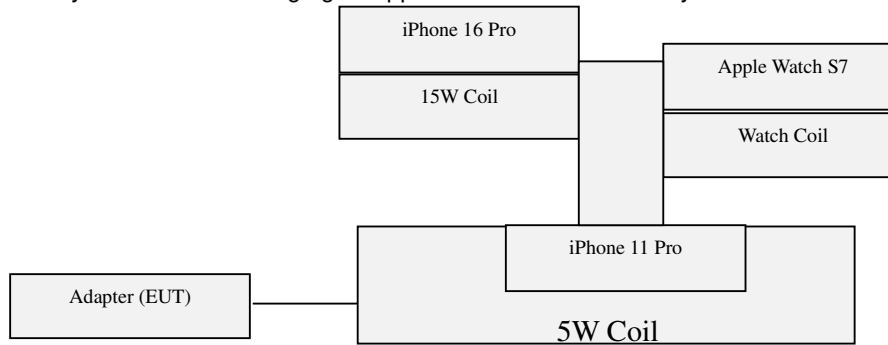 iPhone 16 Pro
Apple Watch S7
15W Coil
Watch Coil
iPhone 11 Pro
Adapter (EUT)
5W Coil